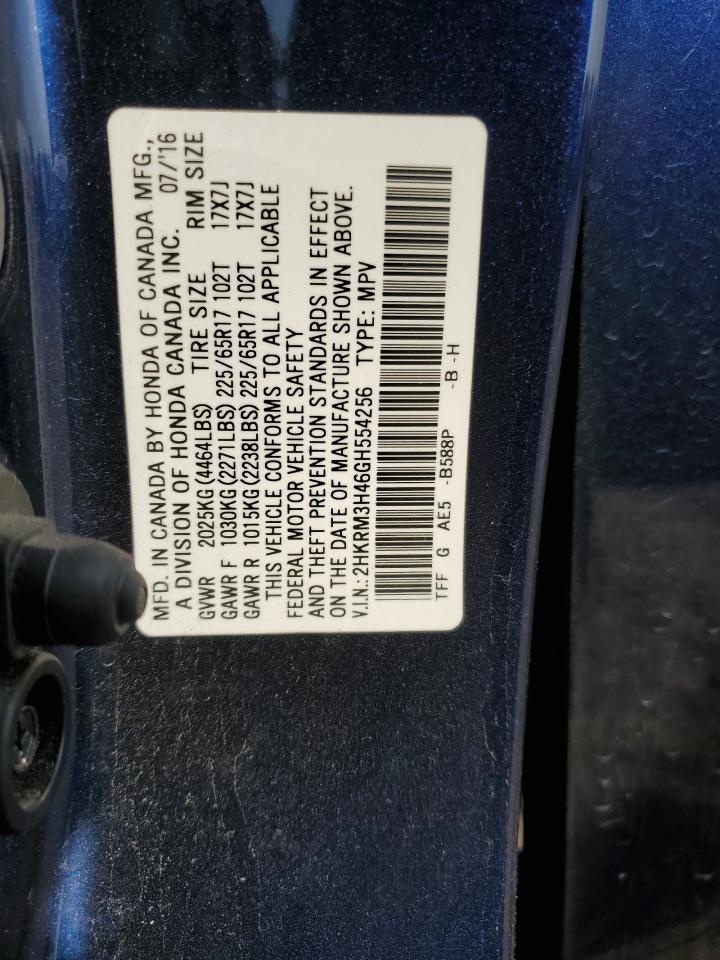 MFD. IN CANADA BY HONDA OF CANADA MFG.,
A DIVISION OF HONDA CANADA INC. 07/'16
GVWR 2025KG(4464LBS) TIRE SIZE RIM SIZE
GAWR F 1030KG(2271LBS) 225/65R17 102T 17X7J
GAWR R 1015KG(2238LBS) 225/65R17 102T 17X7J
THIS VEHICLE CONFORMS TO ALL APPLICABLE
FEDERAL MOTOR VEHICLE SAFETY
AND THEFT PREVENTION STANDARDS IN EFFECT
ON THE DATE OF MANUFACTURE SHOWN ABOVE.
V.I.N.:2HKRM3H46GH554256 TYPE: MPV
TFF G AE5 -B588P -B -H